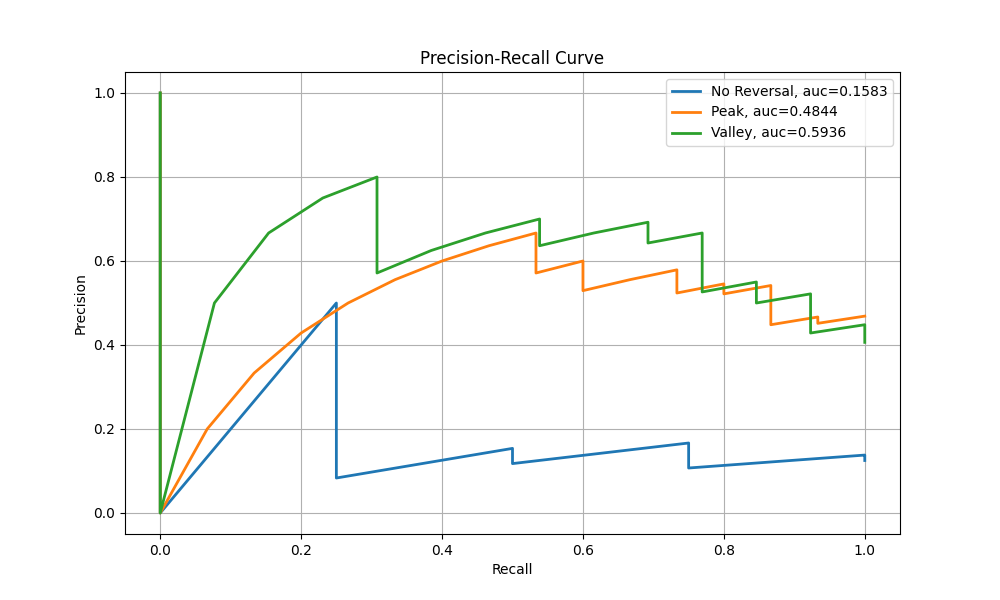 Precision-Recall Curve
No Reversal, auc=0.1583
Peak, auc=0.4844
Valley, auc=0.5936
Precision
1.0
0.8
0.6
0.4
0.2
0.0
0.0 0.2 0.4 0.6 0.8 1.0
Recall